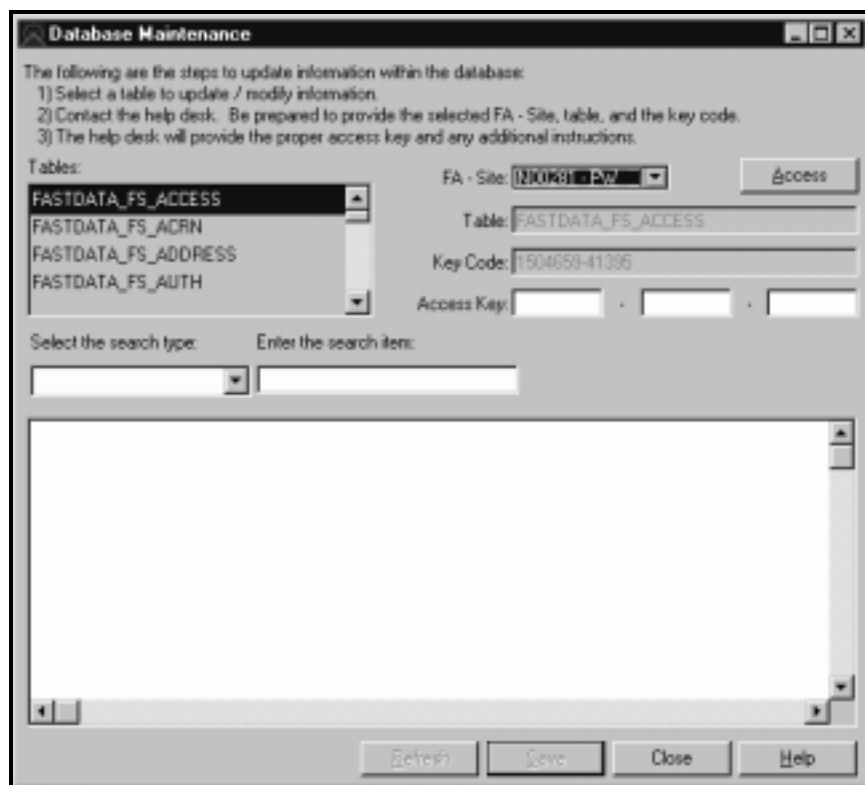 Database Maintenance
The following are the steps to update information within the database:
1) Select a table to update / modify information.
2) Contact the help desk. Be prepared to provide the selected FA - Site, table, and the key code.
3) The help desk will provide the proper access key and any additional instructions.
Tables:
FASTDATA_FS_ACCESS
FASTDATA_FS_ACRN
FASTDATA_FS_ADDRESS
FASTDATA_FS_AUTH
FA - Site:
Access
Table: FASTDATA_FS_ACCESS
Key Code: 1504659-41395
Access Key: - -
Select the search type: Enter the search item:
Refresh Save Close Help